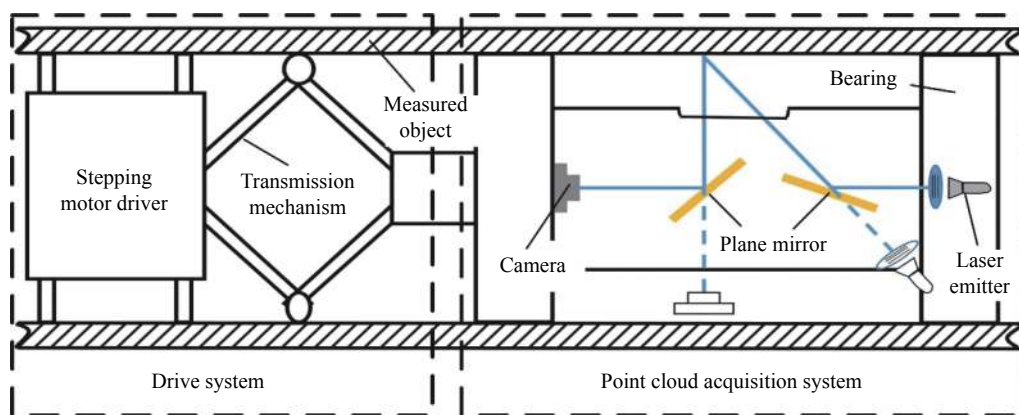 Measured
object
Bearing
Stepping
motor driver
Transmission
mechanism
Camera
Plane mirror
Laser
emitter
Drive system
Point cloud acquisition system